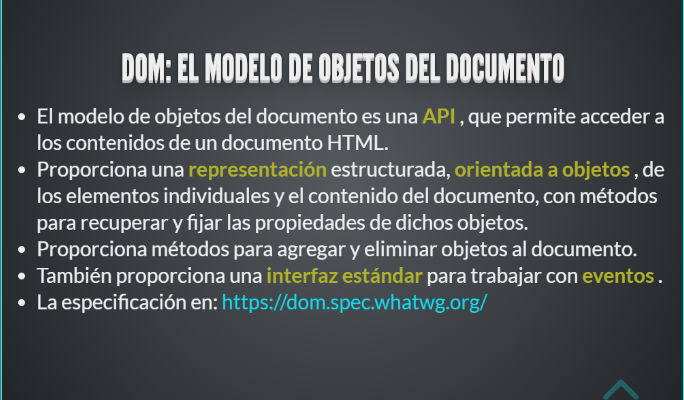 DOM: EL MODELO DE OBJETOS DEL DOCUMENTO
• El modelo de objetos del documento es una API , que permite acceder a
los contenidos de un documento HTML.
• Proporciona una representación estructurada, orientada a objetos , de
los elementos individuales y el contenido del documento, con métodos
para recuperar y fijar las propiedades de dichos objetos.
• Proporciona métodos para agregar y eliminar objetos al documento.
• También proporciona una interfaz estándar para trabajar con eventos .
• La especificación en: https://dom.spec.whatwg.org/